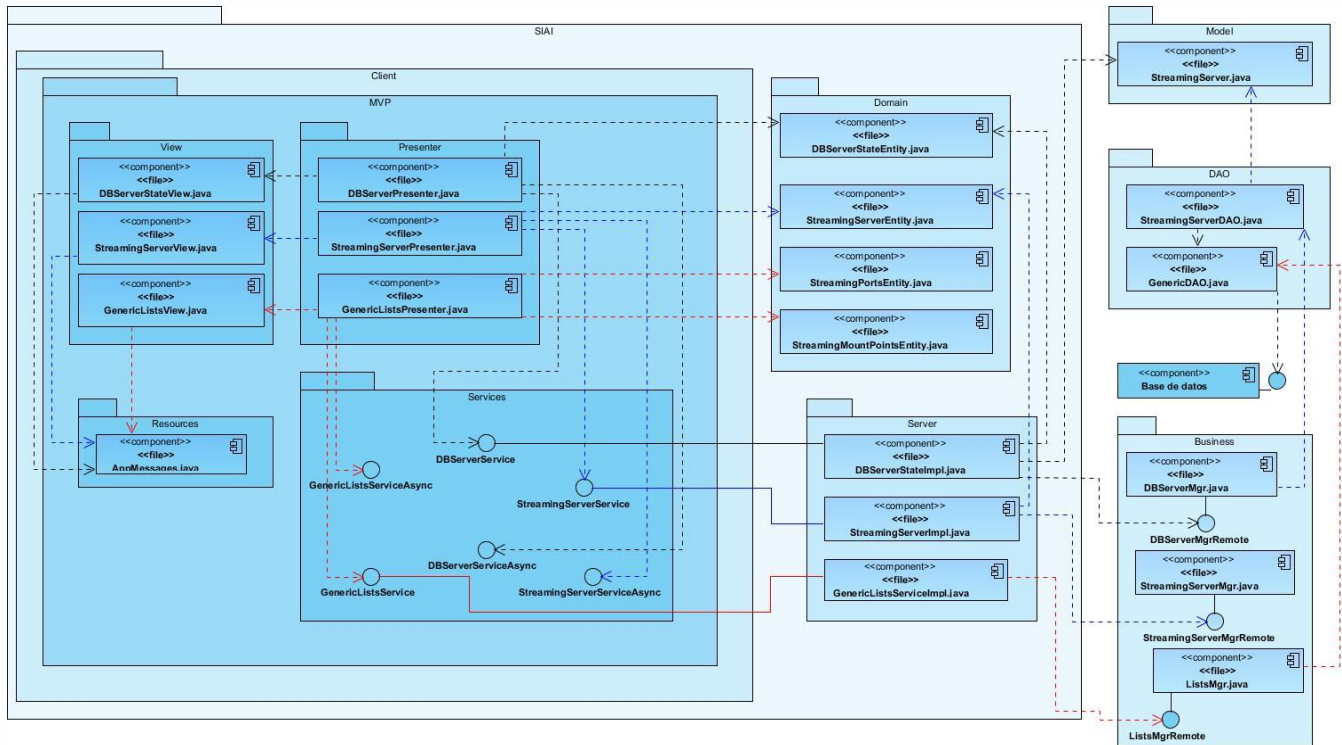 SIAI
Client
MVP
View
<<component>>
<<file>>
DBServerStateView.java
<<component>>
<<file>>
StreamingServerView.java
<<component>>
<<file>>
GenericListsView.java
Presenter
<<component>>
<<file>>
DBServerPresenter.java
<<component>>
<<file>>
StreamingServerPresenter.java
<<component>>
<<file>>
GenericListsPresenter.java
Resources
<<component>>
<<file>>
AppMessages.java
Services
DBServerService
GenericListsServiceAsync
StreamingServerService
DBServerServiceAsync
GenericListsService
StreamingServerServiceAsync
Domain
<<component>>
<<file>>
DBServerStateEntity.java
<<component>>
<<file>>
StreamingServerEntity.java
<<component>>
<<file>>
StreamingPortsEntity.java
<<component>>
<<file>>
StreamingMountPointsEntity.java
Server
<<component>>
<<file>>
DBServerStateImpl.java
<<component>>
<<file>>
StreamingServerImpl.java
<<component>>
<<file>>
GenericListsServiceImpl.java
Model
<<component>>
<<file>>
StreamingServer.java
DAO
<<component>>
<<file>>
StreamingServerDAO.java
<<component>>
<<file>>
GenericDAO.java
<<component>>
Base de datos
Business
<<component>>
<<file>>
DBServerMgr.java
DBServerMgrRemote
<<component>>
<<file>>
StreamingServerMgr.java
StreamingServerMgrRemote
<<component>>
<<file>>
ListsMgr.java
ListsMgrRemote